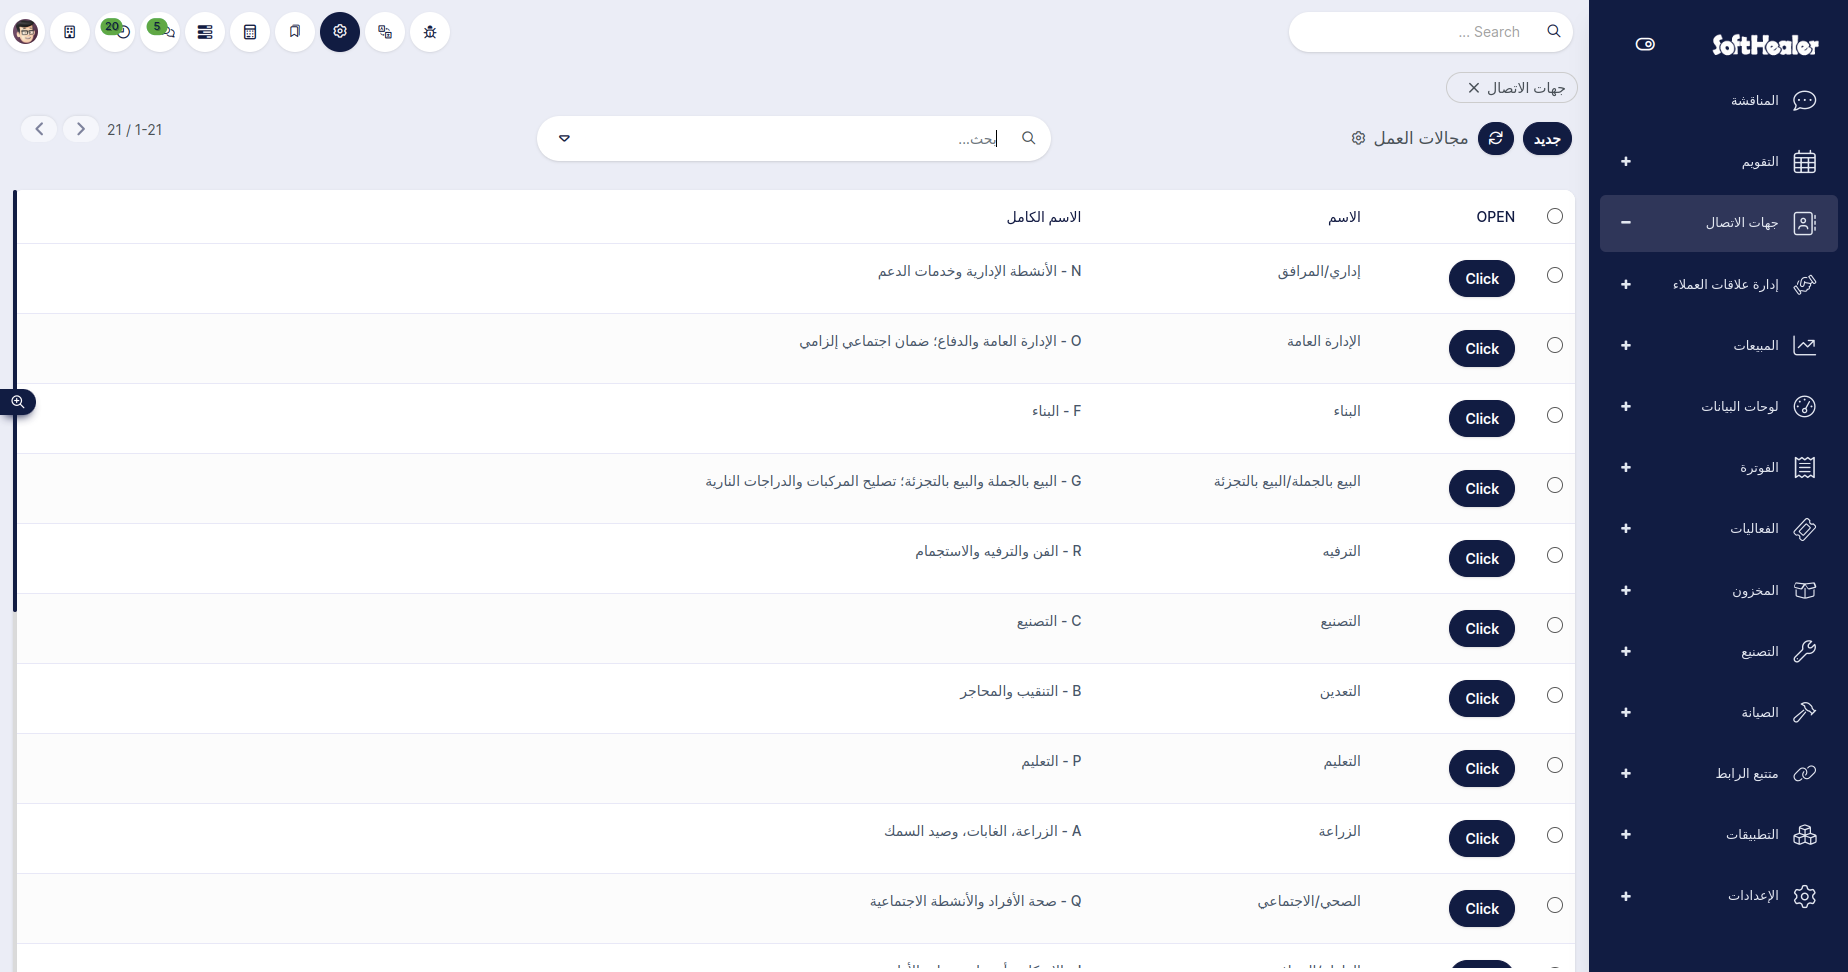 20
5
Search ...
SoftHealer
جهات الاتصال
جديد
مجالات العمل
بحث...
21 / 1-21
OPEN الاسم الاسم الكامل
Click إداري/المرافق N - الأنشطة الإدارية وخدمات الدعم
Click الإدارة العامة O - الإدارة العامة والدفاع؛ ضمان اجتماعي إلزامي
Click البناء F - البناء
Click البيع بالجملة/البيع بالتجزئة G - البيع بالجملة والبيع بالتجزئة؛ تصليح المركبات والدراجات النارية
Click الترفيه R - الفن والترفيه والاستجمام
Click التصنيع C - التصنيع
Click التعدين B - التنقيب والمحاجر
Click التعليم P - التعليم
Click الزراعة A - الزراعة، الغابات، وصيد السمك
Click الصحي/الاجتماعي Q - صحة الأفراد والأنشطة الاجتماعية
المناقشة
التقويم
جهات الاتصال
إدارة علاقات العملاء
المبيعات
لوحات البيانات
الفوترة
الفعاليات
المخزون
التصنيع
الصيانة
متتبع الرابط
التطبيقات
الإعدادات